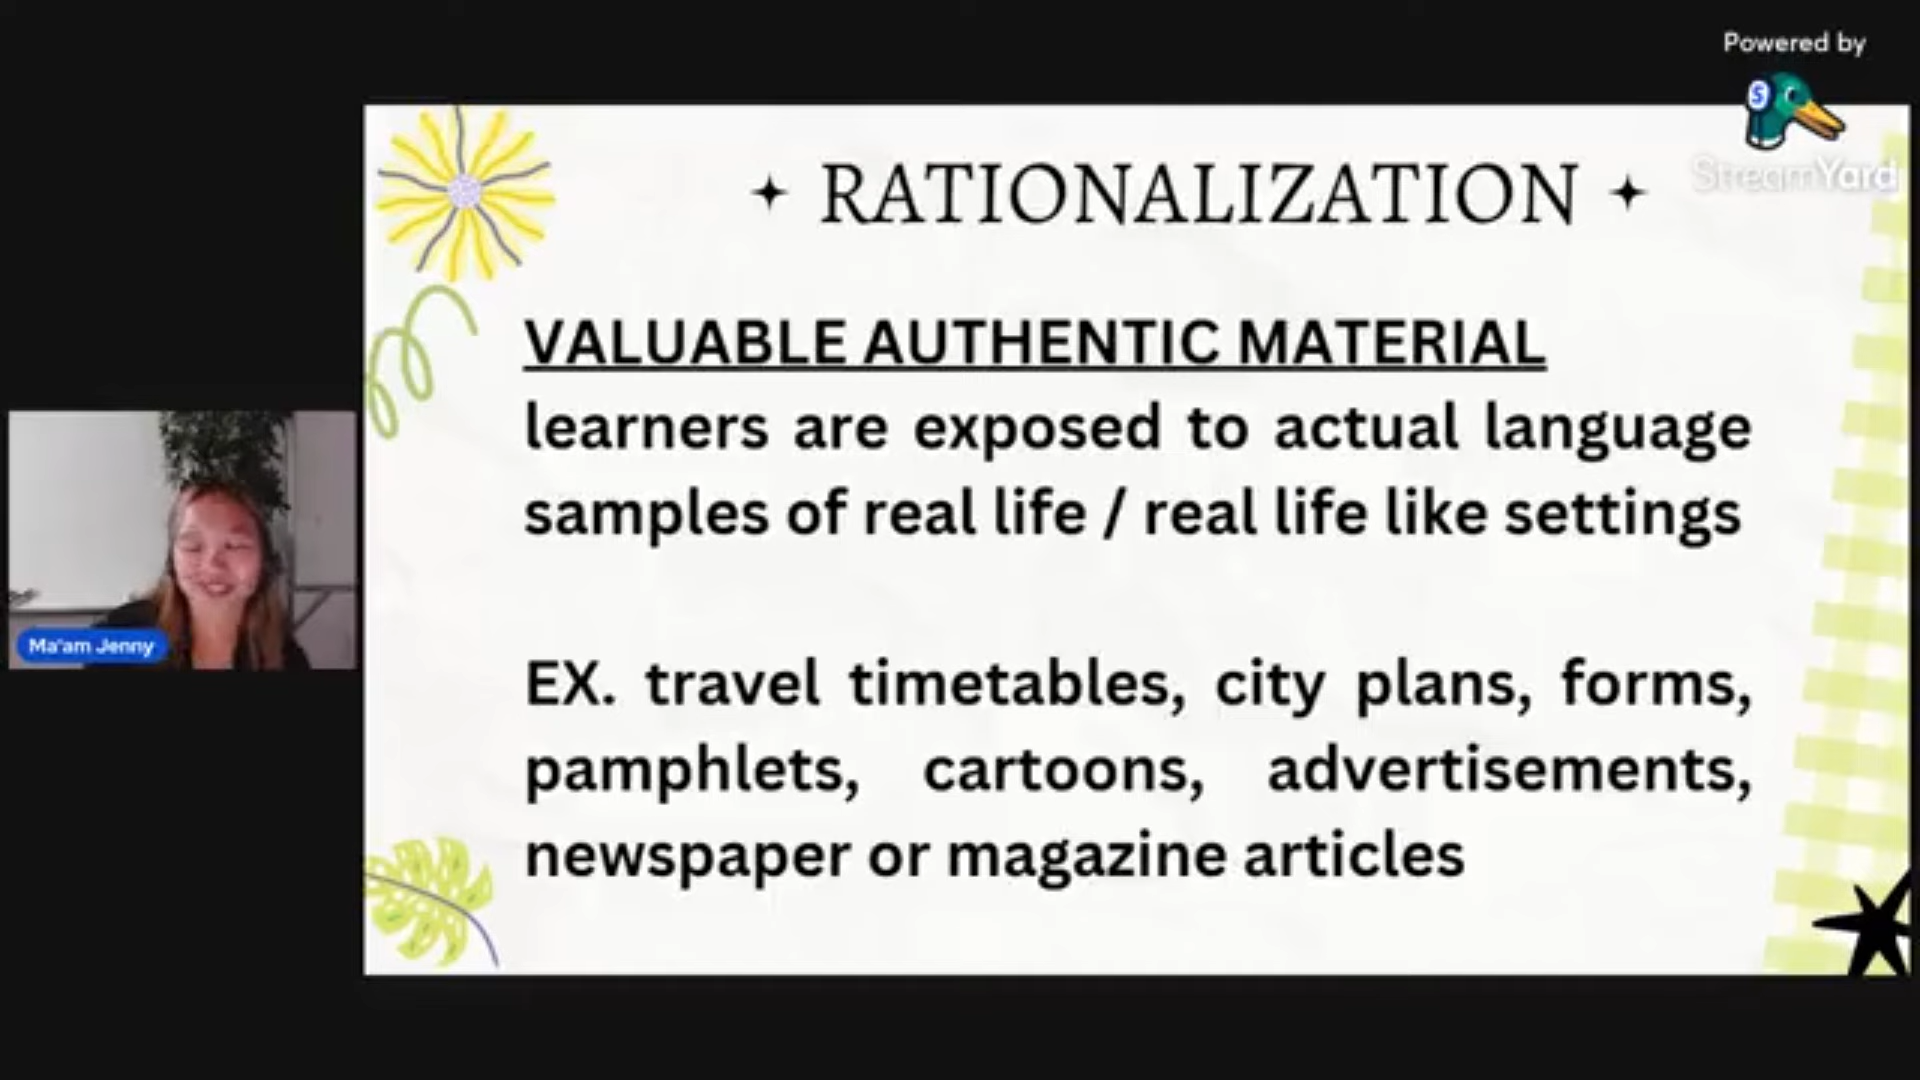 Powered by
StreamYard
RATIONALIZATION
VALUABLE AUTHENTIC MATERIAL
learners are exposed to actual language
samples of real life / real life like settings
EX. travel timetables, city plans, forms,
pamphlets, cartoons, advertisements,
newspaper or magazine articles
Ma'am Jenny